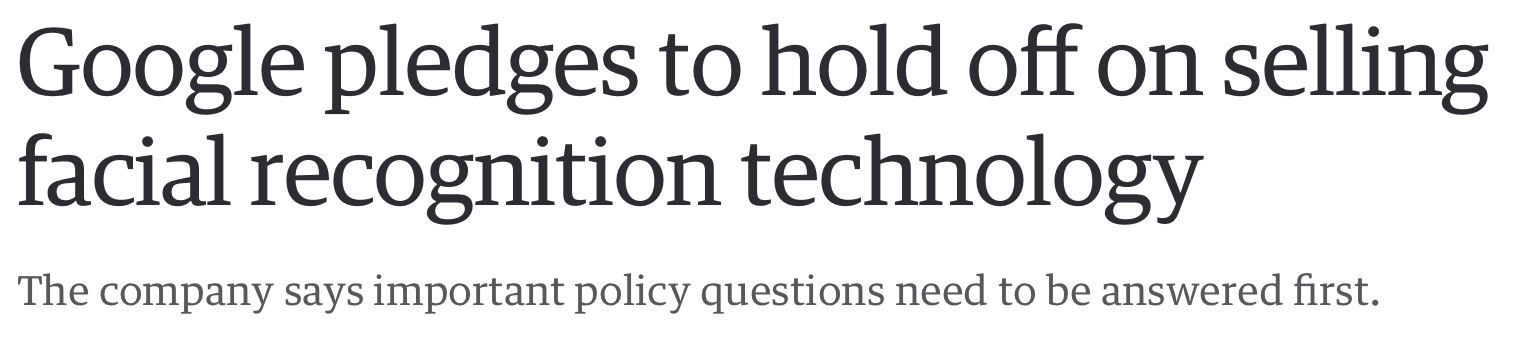 Google pledges to hold off on selling
facial recognition technology
The company says important policy questions need to be answered first.